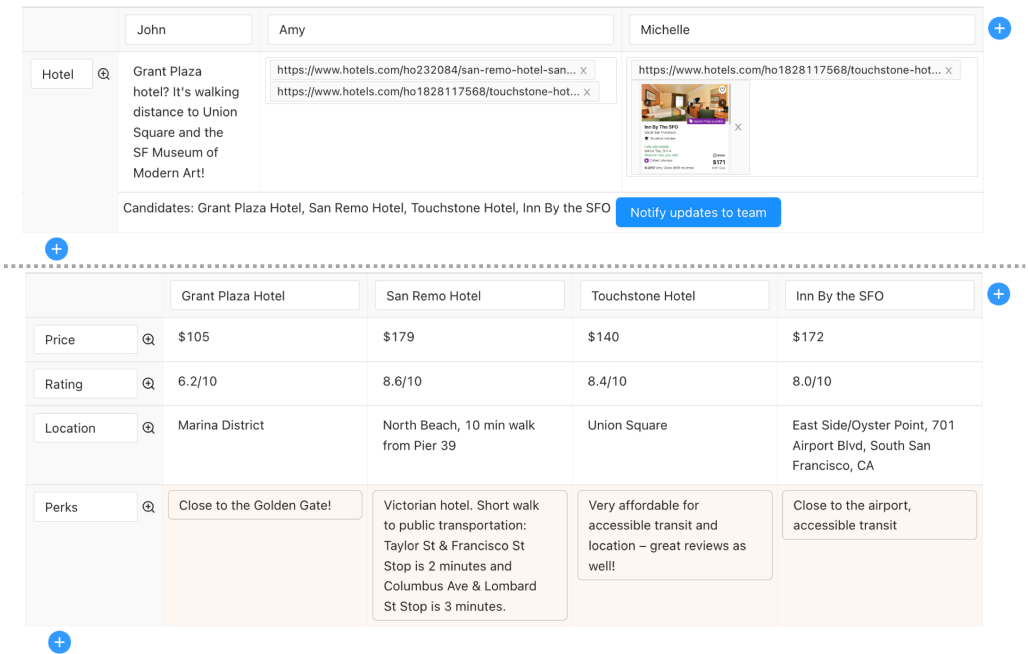 John
Amy
Michelle
Hotel
Grant Plaza
hotel? It's walking
distance to Union
Square and the
SF Museum of
Modern Art!
https://www.hotels.com/ho232084/san-remo-hotel-san... ×
https://www.hotels.com/ho1828117568/touchstone-hot... ×
https://www.hotels.com/ho1828117568/touchstone-hot... ×
Inn By The SFO
South San Francisco
$171
X
Candidates: Grant Plaza Hotel, San Remo Hotel, Touchstone Hotel, Inn By the SFO
Notify updates to team
Grant Plaza Hotel
San Remo Hotel
Touchstone Hotel
Inn By the SFO
Price
$105
$179
$140
$172
Rating
6.2/10
8.6/10
8.4/10
8.0/10
Location
Marina District
North Beach, 10 min walk
from Pier 39
Union Square
East Side/Oyster Point, 701
Airport Blvd, South San
Francisco, CA
Perks
Close to the Golden Gate!
Victorian hotel. Short walk
to public transportation:
Taylor St & Francisco St
Stop is 2 minutes and
Columbus Ave & Lombard
St Stop is 3 minutes.
Very affordable for
accessible transit and
location – great reviews as
well!
Close to the airport,
accessible transit